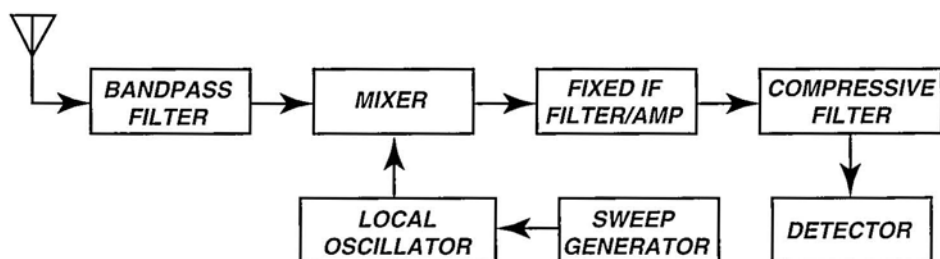 BANDPASS
FILTER
MIXER
FIXED IF
FILTER/AMP
COMPRESSIVE
FILTER
LOCAL
OSCILLATOR
SWEEP
GENERATOR
DETECTOR